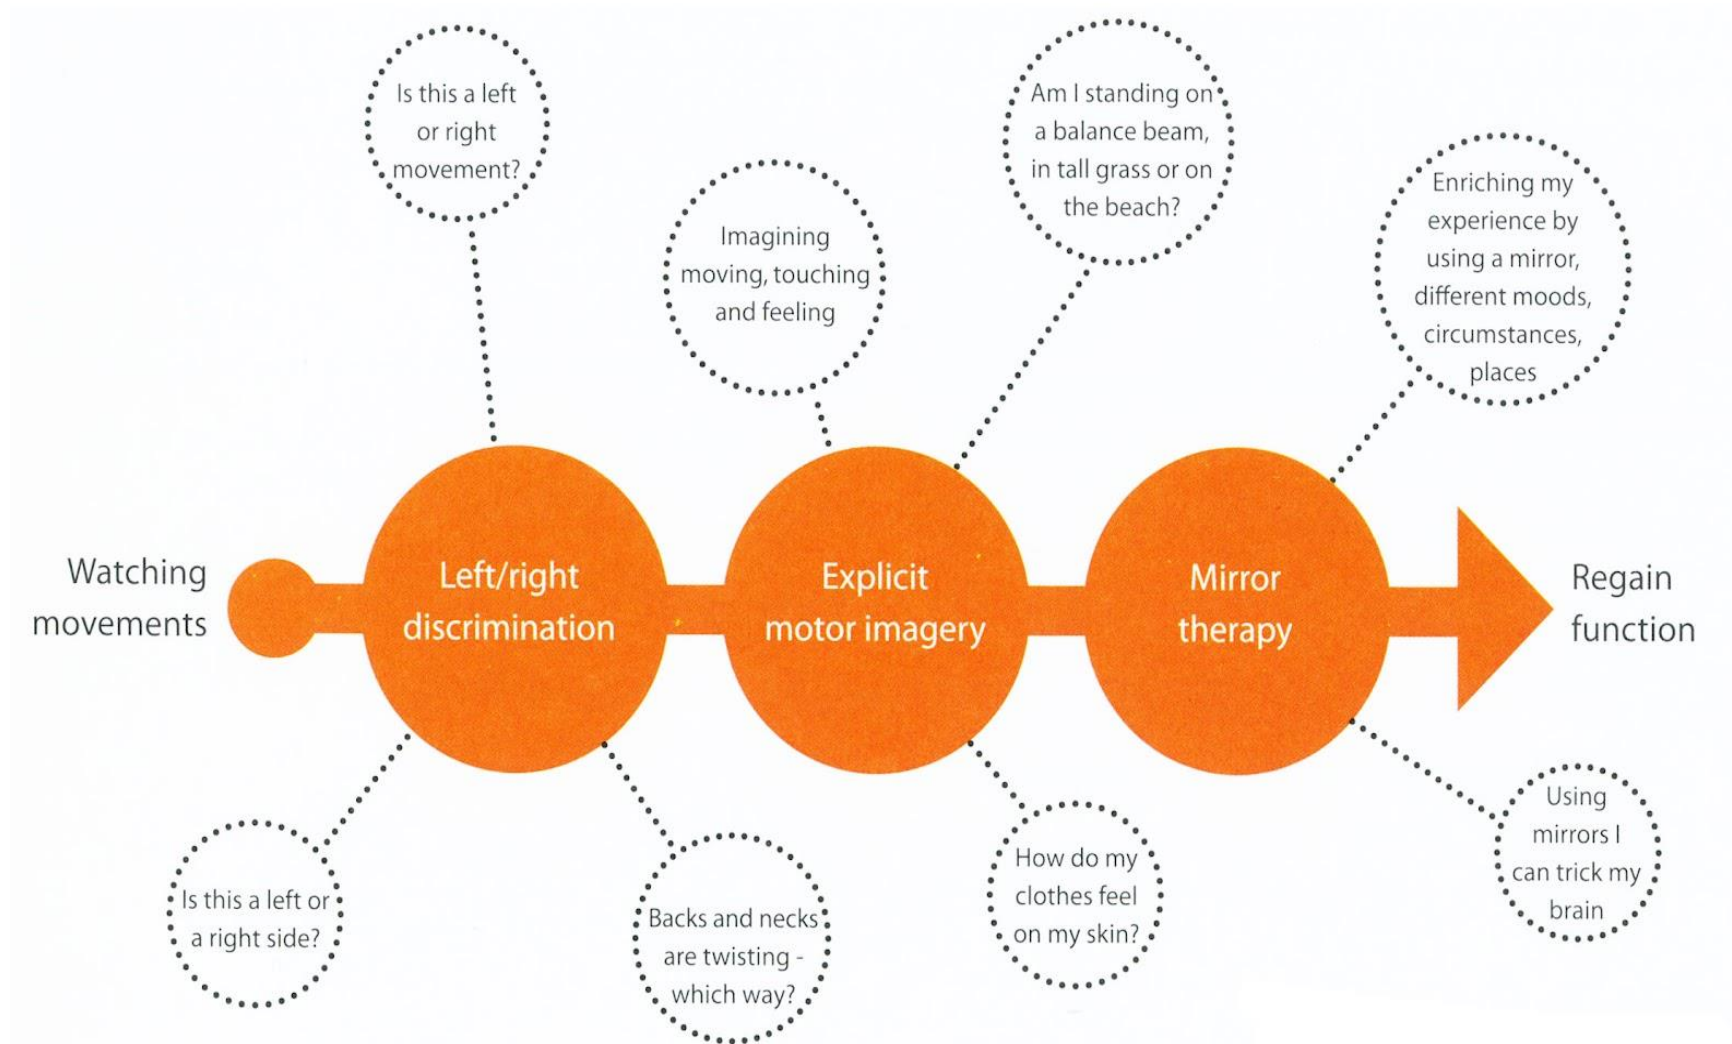 Is this a left
or right
movement?
Imagining
moving, touching
and feeling
Am I standing on
a balance beam,
in tall grass or on
the beach?
Enriching my
experience by
using a mirror,
different moods,
circumstances,
places
Watching
movements
Left/right
discrimination
Explicit
motor imagery
Mirror
therapy
Regain
function
Is this a left or
a right side?
Backs and necks
are twisting -
which way?
How do my
clothes feel
on my skin?
Using
mirrors I
can trick my
brain